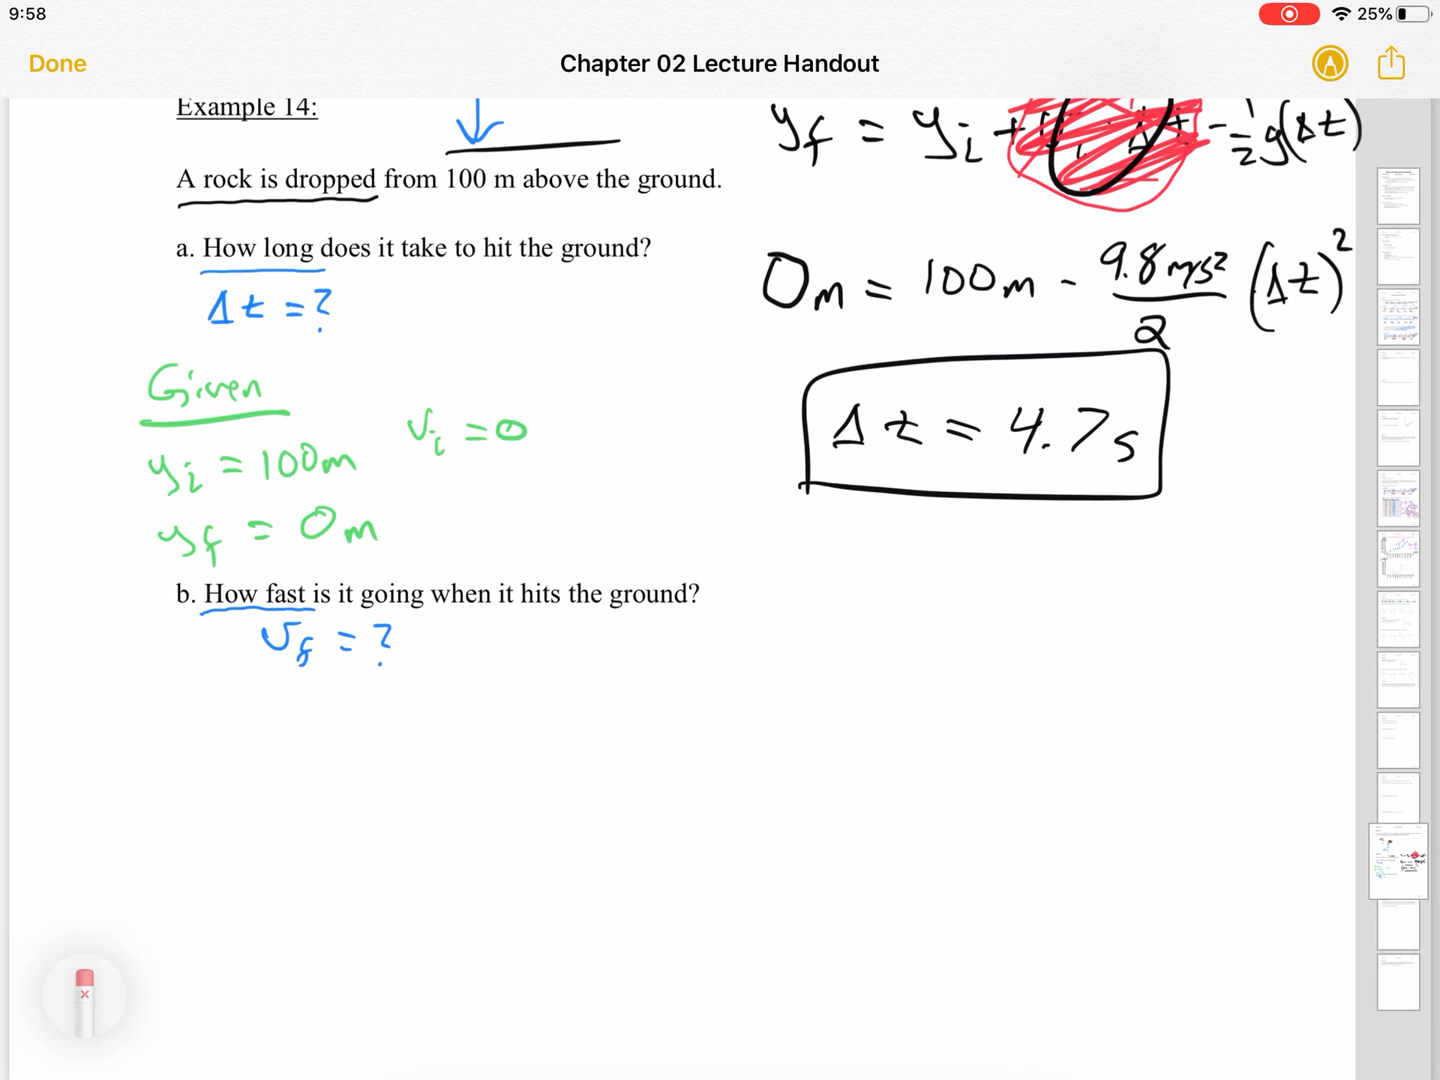 9:58
25%
Done
Chapter 02 Lecture Handout
Example 14:
A rock is dropped from 100 m above the ground.
a. How long does it take to hit the ground?
Δt = ?
Given
yi = 100m
vi = 0
yf = 0m
b. How fast is it going when it hits the ground?
vf = ?
yf = yi + - 1/2 g(Δt)
0m = 100m - 9.8 m/s²/2 (Δt)²
Δt = 4.7s